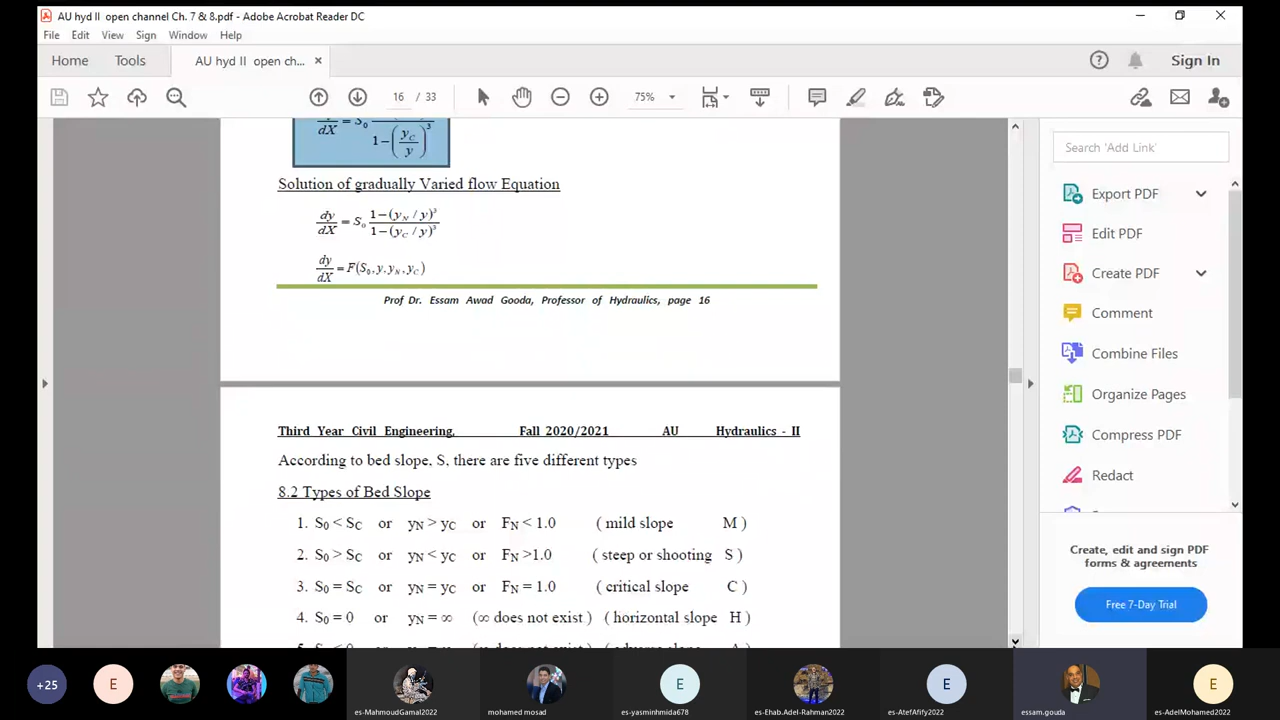 AU hyd II open channel Ch. 7 & 8.pdf - Adobe Acrobat Reader DC
File Edit View Sign Window Help
Home Tools AU hyd II open ch... × Sign In
16 / 33 75%
dX = S0 1-(yC/y)^3
Search 'Add Link'
Solution of gradually Varied flow Equation
Export PDF
dy/dX = So 1-(yN / y)^3 / 1-(yC / y)^3
Edit PDF
dy/dX = F(S0, y, yN, yC)
Create PDF
Prof Dr. Essam Awad Gooda, Professor of Hydraulics, page 16
Comment
Combine Files
Organize Pages
Third Year Civil Engineering, Fall 2020/2021 AU Hydraulics - II
Compress PDF
According to bed slope, S, there are five different types
Redact
8.2 Types of Bed Slope
1. S0 < SC or yN > yC or FN < 1.0 ( mild slope M )
2. S0 > SC or yN < yC or FN >1.0 ( steep or shooting S )
3. S0 = SC or yN = yC or FN = 1.0 ( critical slope C )
4. S0 = 0 or yN = ∞ (∞ does not exist ) ( horizontal slope H )
Create, edit and sign PDF
forms & agreements
Free 7-Day Trial
+25 E E E E
es-MahmoudGamal2022 mohamed mosad es-yasminhmida678 es-Ehab.Adel-Rahman2022 es-AtefAfify2022 essam.gouda es-AdelMohamed2022